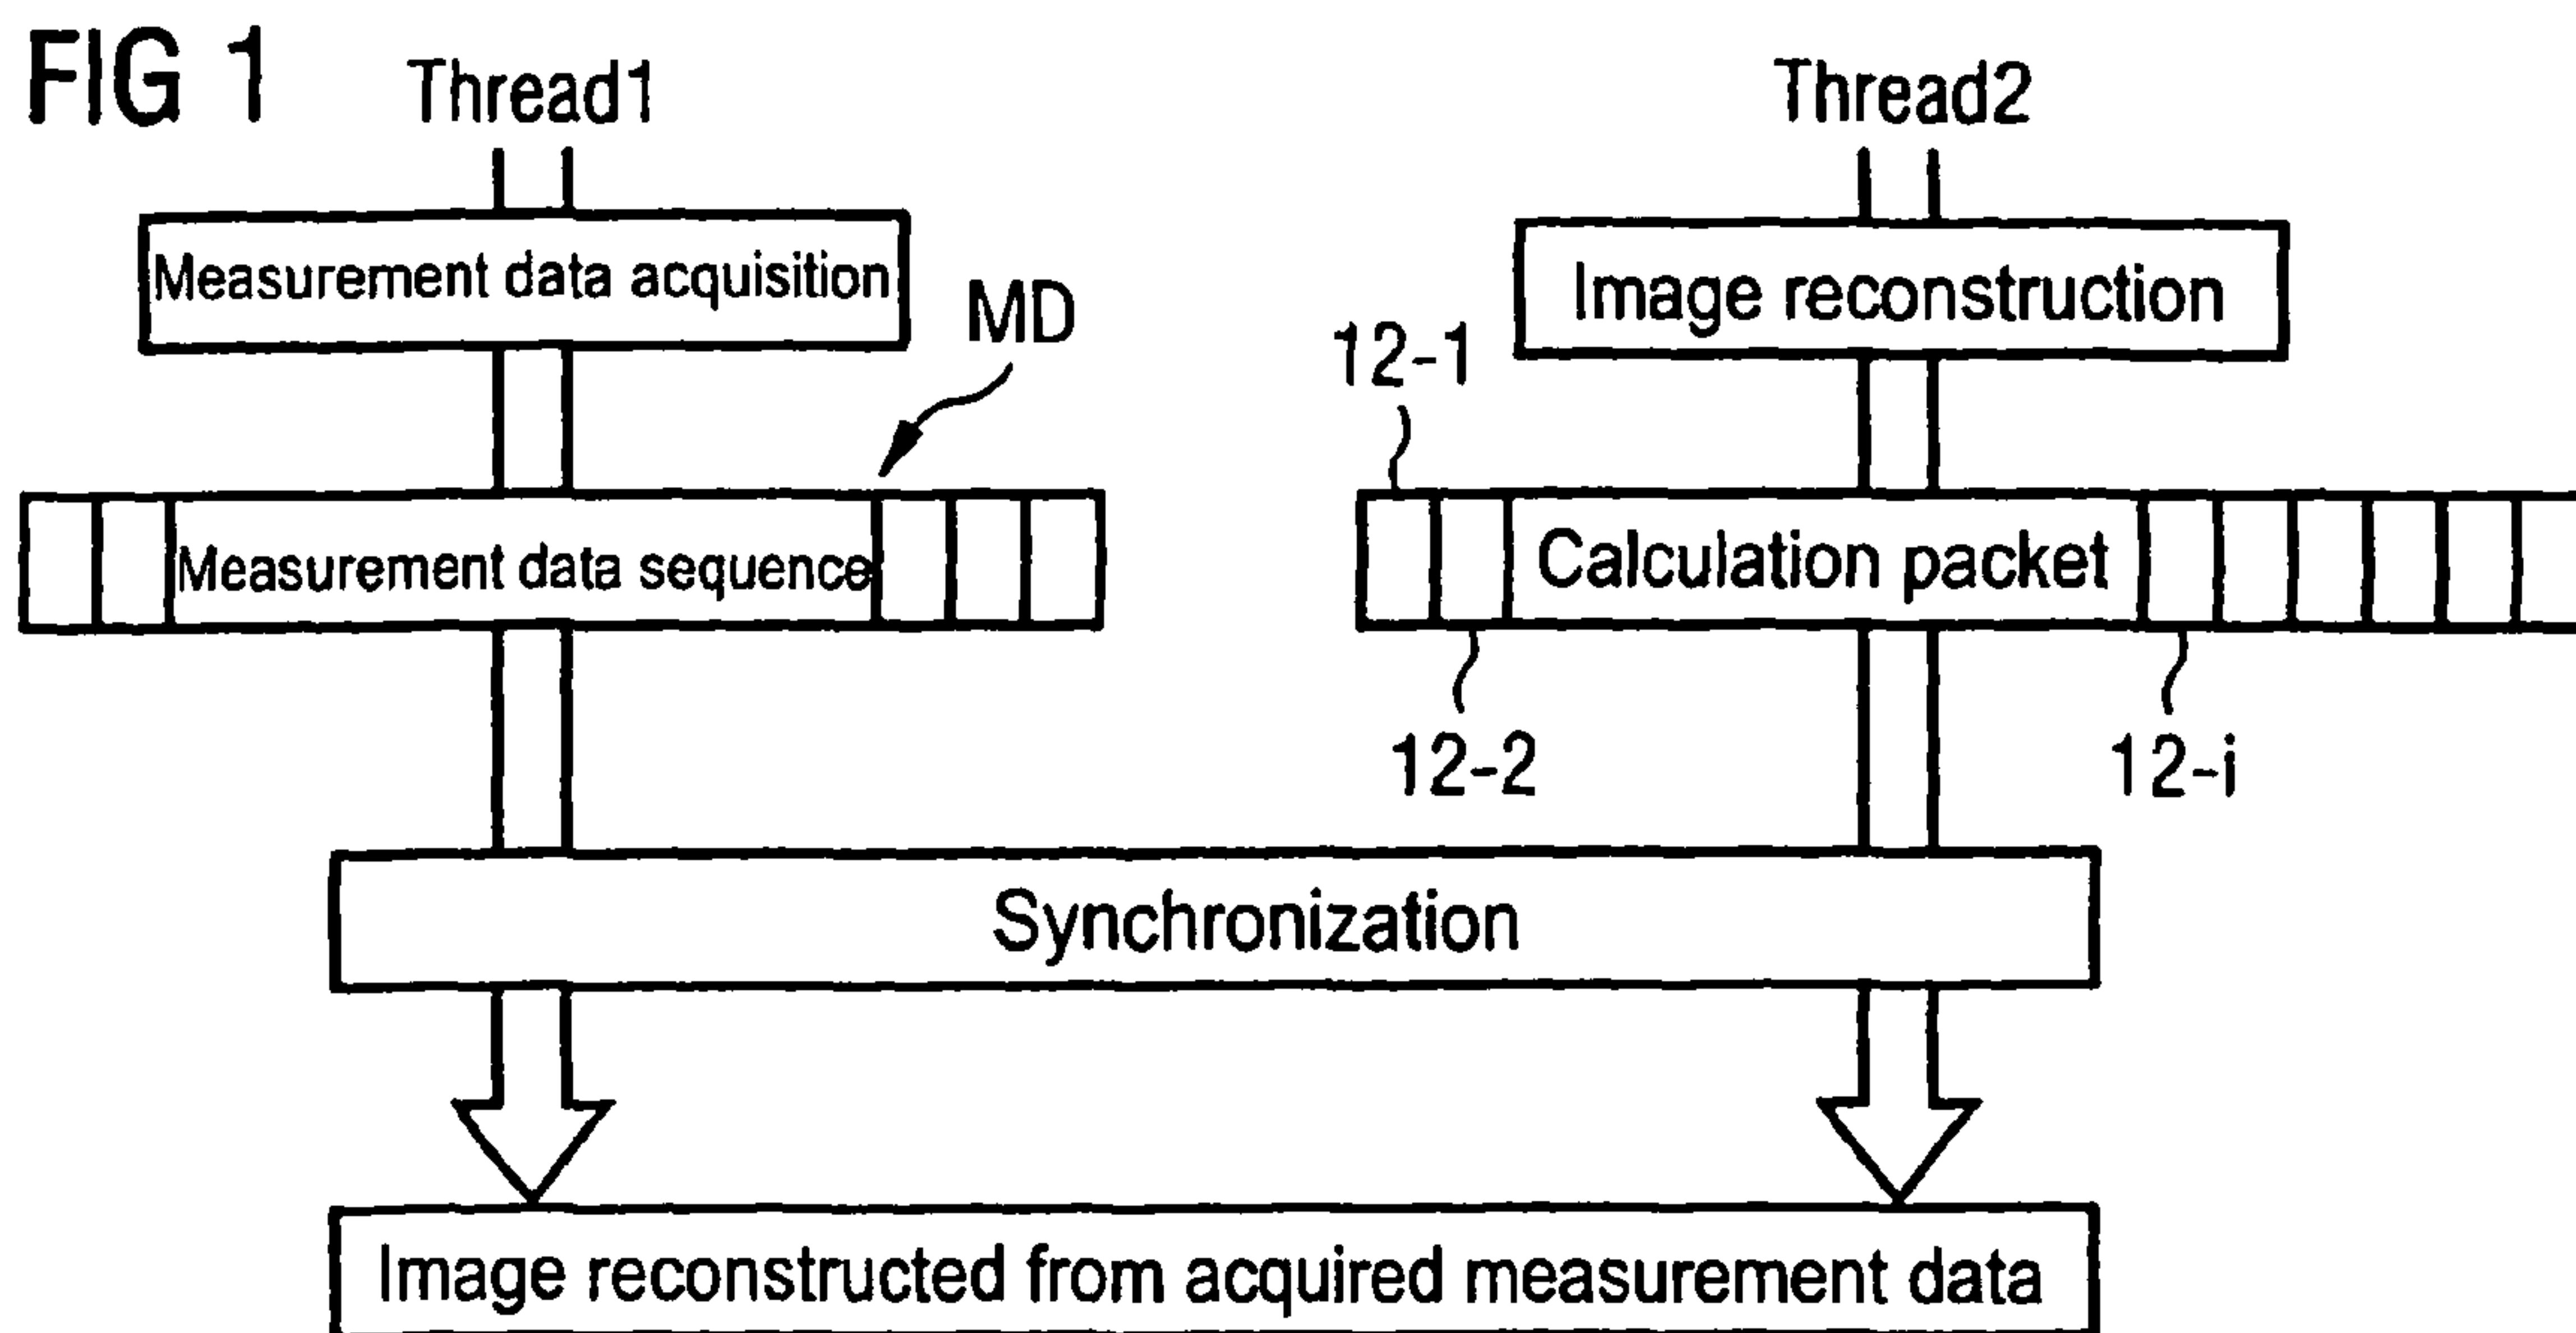 FIG 1
Thread1
Thread2
Measurement data acquisition
MD
Image reconstruction
12-1
Measurement data sequence
Calculation packet
12-2
12-i
Synchronization
Image reconstructed from acquired measurement data